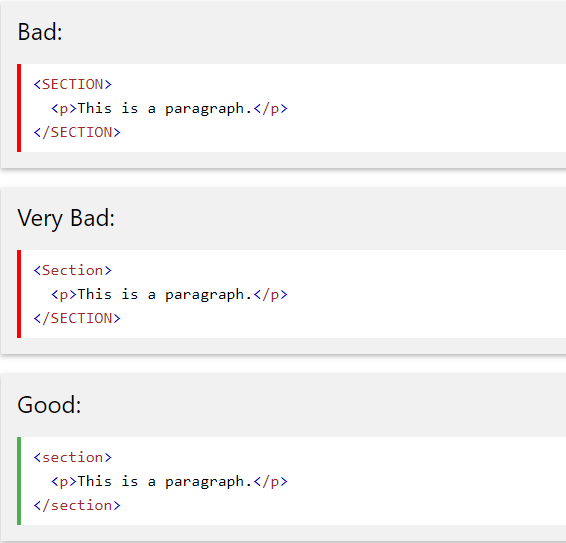 Bad:
<SECTION>
  <p>This is a paragraph.</p>
</SECTION>
Very Bad:
<Section>
  <p>This is a paragraph.</p>
</SECTION>
Good:
<section>
  <p>This is a paragraph.</p>
</section>